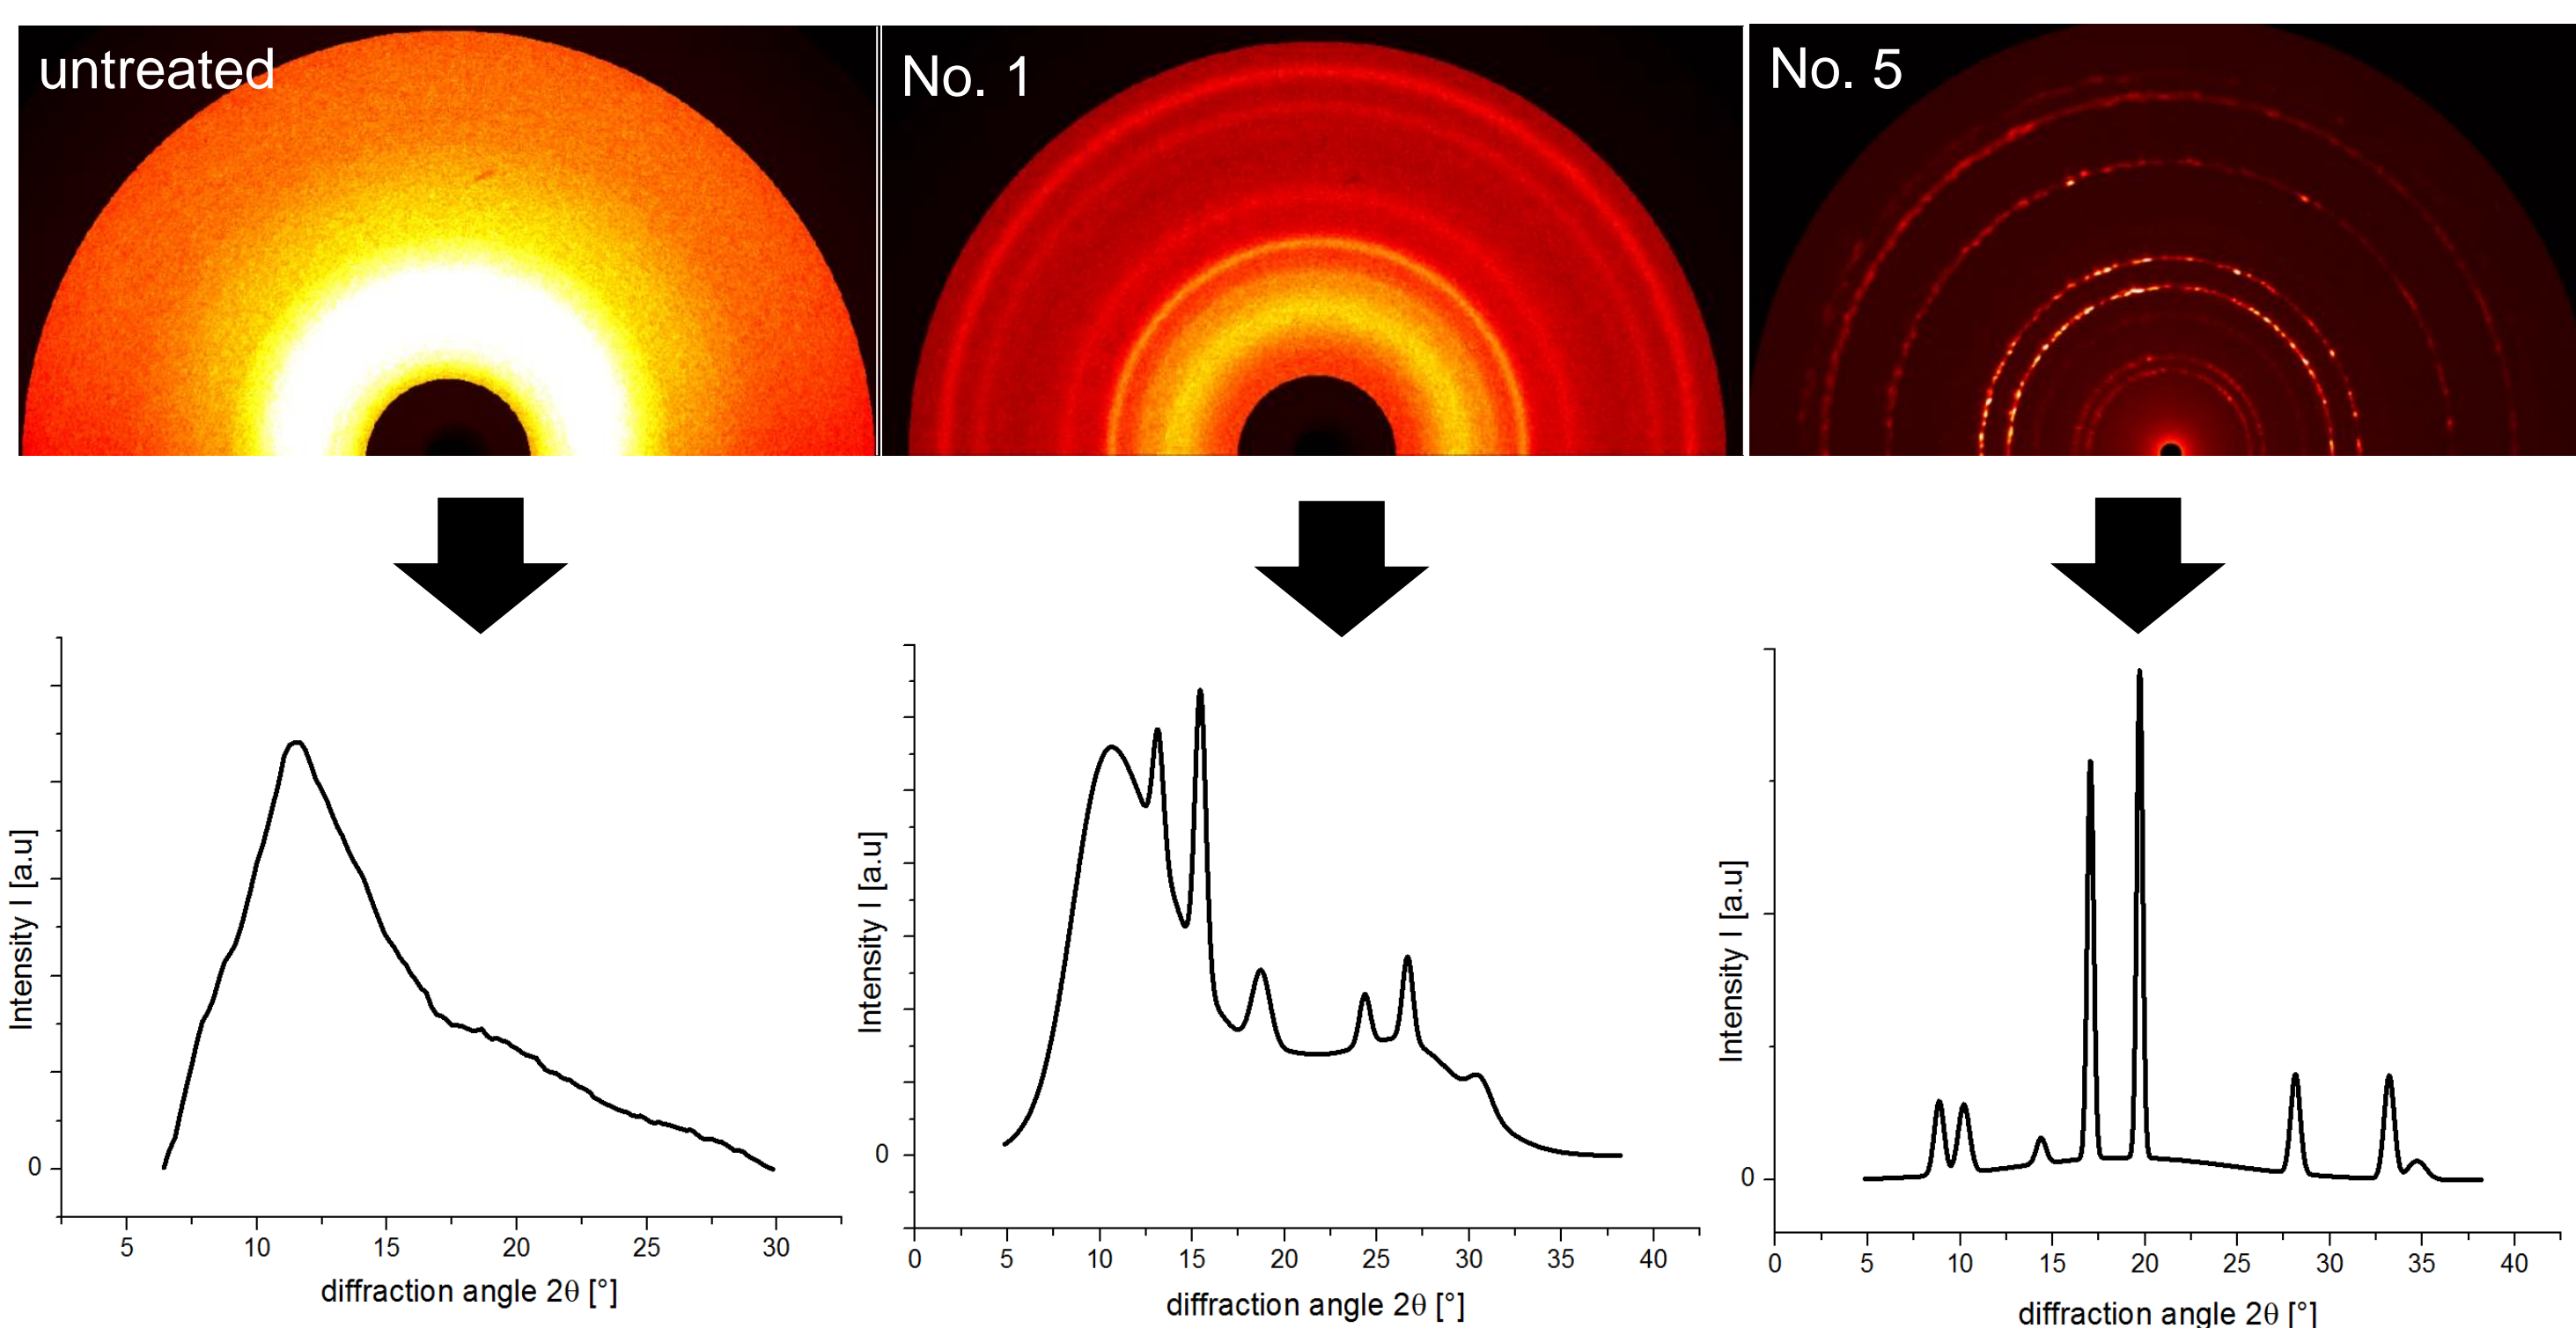 untreated
No. 1
No. 5
Intensity I [a.u]
0
5 10 15 20 25 30
diffraction angle 2θ [°]
Intensity I [a.u]
0
0 5 10 15 20 25 30 35 40
diffraction angle 2θ [°]
Intensity I [a.u]
0
0 5 10 15 20 25 30 35 40
diffraction angle 2θ [°]